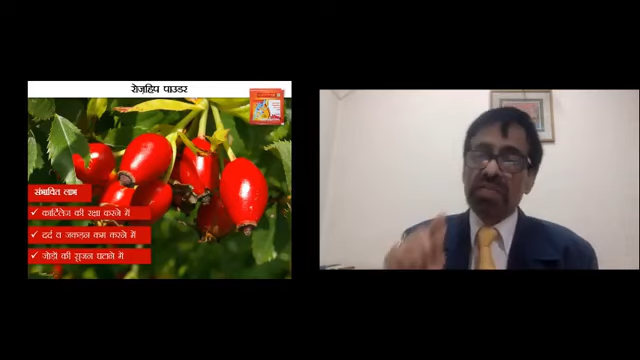 रोज़हिप पाउडर
संभावित लाभ
✓ कार्टिलेज की रक्षा करने में
✓ दर्द व जकड़न कम करने में
✓ जोड़ों की सूजन घटाने में